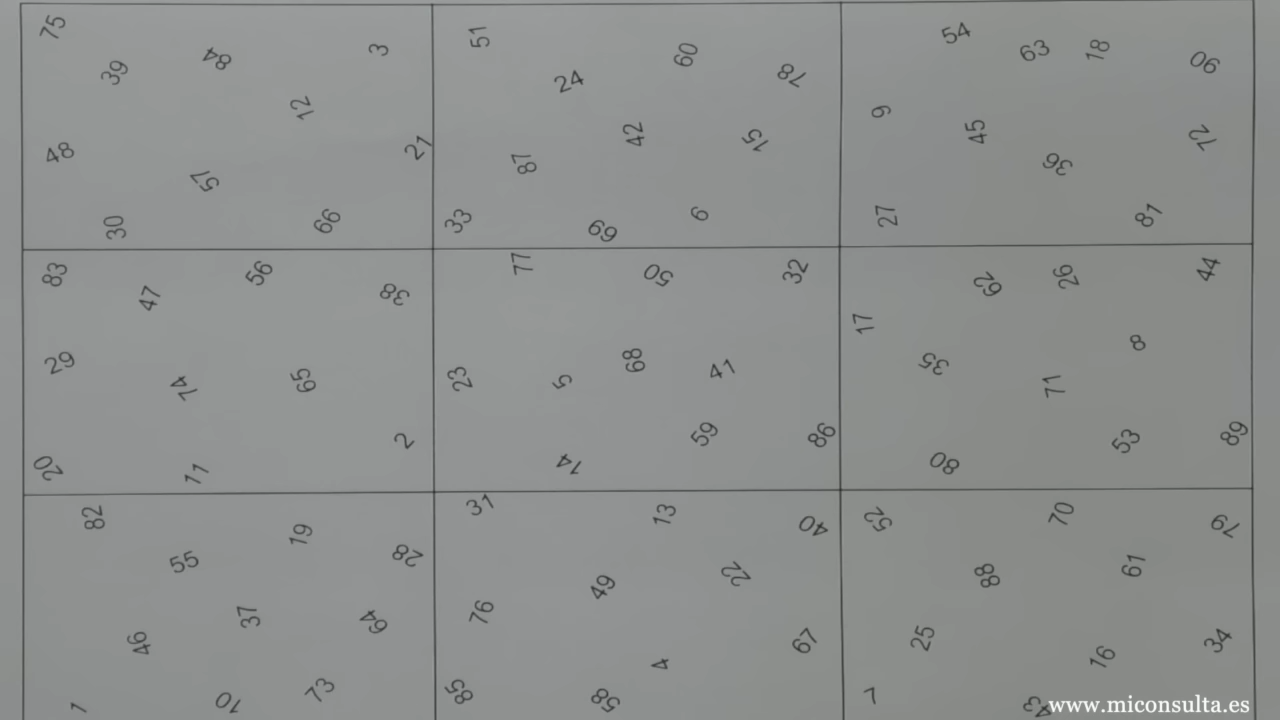 75 39 84 3
12
48 57 21
30 66
51 24 60 78
42 15
87
33 69 6
54 63 18 90
9 45 36 72
27 81
83 47 56 38
29 74 65
20 11 2
77 50 32
23 5 68 41
14 59 86
62 26 44
17 35 8
71
80 53 89
82 55 19 28
46 37 64
1 10 73
31 13 40
49 22
76 67
85 58 4
52 70 79
88 61
25 16 34
7 43
www.miconsulta.es